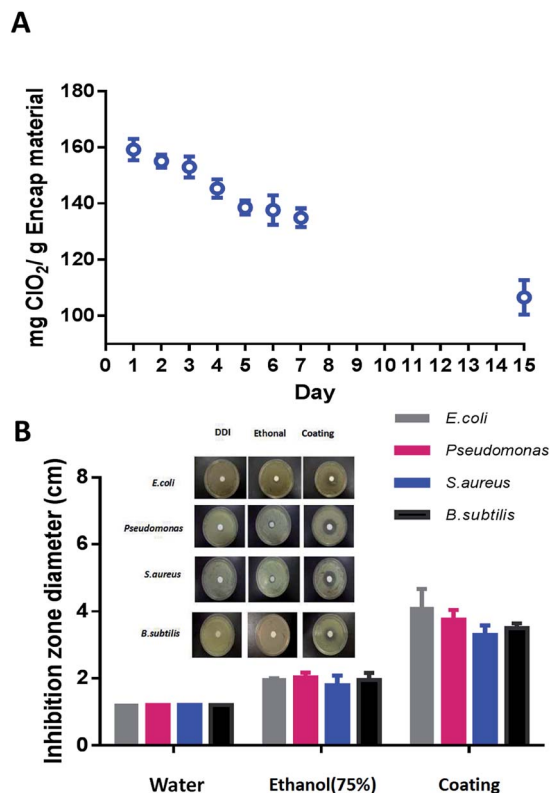 A
180
160
140
120
100
mg ClO2/ g Encap material
0 1 2 3 4 5 6 7 8 9 10 11 12 13 14 15
Day
B
E.coli
Pseudomonas
S.aureus
B.subtilis
DDI Ethonal Coating
E.coli
Pseudomonas
S.aureus
B.subtilis
8
6
4
2
0
Inhibition zone diameter (cm)
Water Ethanol(75%) Coating